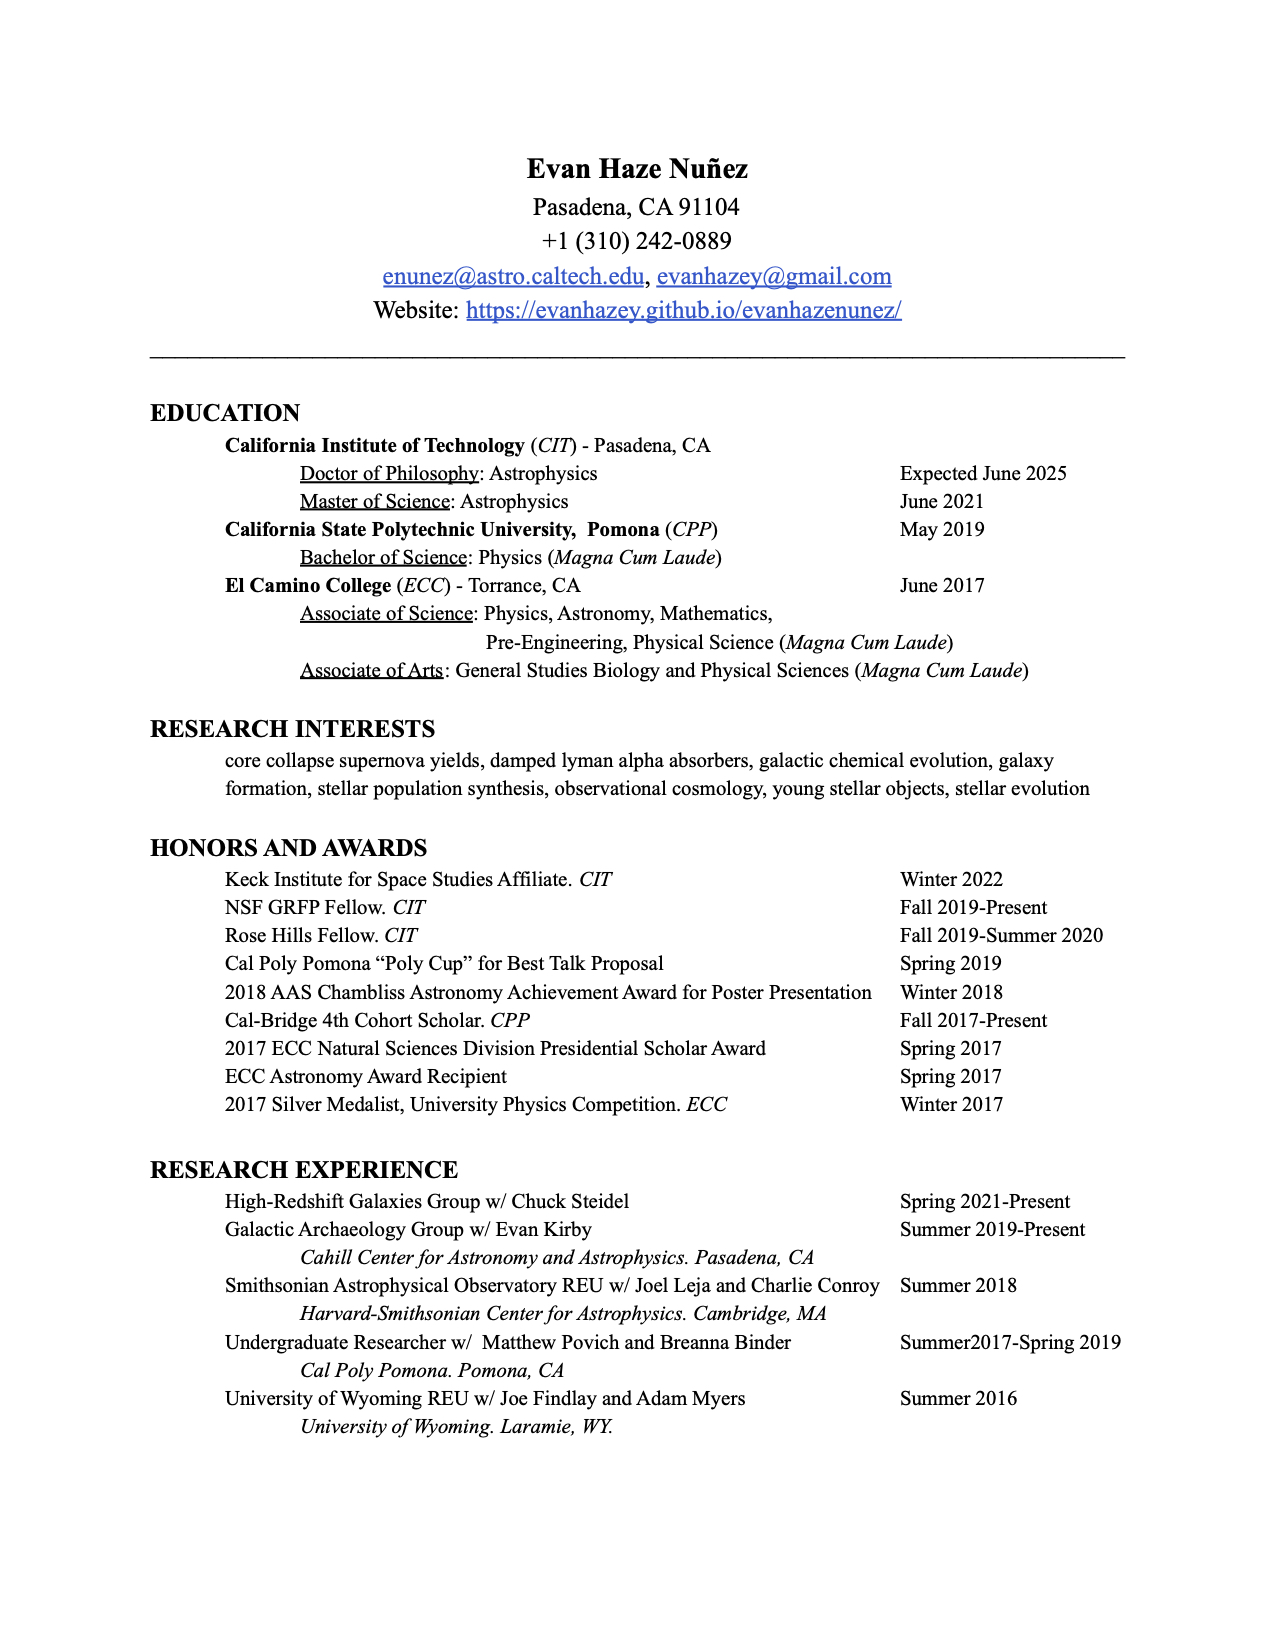 Evan Haze Nuñez
Pasadena, CA 91104
+1 (310) 242-0889
enunez@astro.caltech.edu, evanhazey@gmail.com
Website: https://evanhazey.github.io/evanhazenunez/
EDUCATION
California Institute of Technology (CIT) - Pasadena, CA
Doctor of Philosophy: Astrophysics Expected June 2025
Master of Science: Astrophysics June 2021
California State Polytechnic University,  Pomona (CPP) May 2019
Bachelor of Science: Physics (Magna Cum Laude)
El Camino College (ECC) - Torrance, CA June 2017
Associate of Science: Physics, Astronomy, Mathematics,
Pre-Engineering, Physical Science (Magna Cum Laude)
Associate of Arts: General Studies Biology and Physical Sciences (Magna Cum Laude)
RESEARCH INTERESTS
core collapse supernova yields, damped lyman alpha absorbers, galactic chemical evolution, galaxy
formation, stellar population synthesis, observational cosmology, young stellar objects, stellar evolution
HONORS AND AWARDS
Keck Institute for Space Studies Affiliate. CIT Winter 2022
NSF GRFP Fellow. CIT Fall 2019-Present
Rose Hills Fellow. CIT Fall 2019-Summer 2020
Cal Poly Pomona “Poly Cup” for Best Talk Proposal Spring 2019
2018 AAS Chambliss Astronomy Achievement Award for Poster Presentation Winter 2018
Cal-Bridge 4th Cohort Scholar. CPP Fall 2017-Present
2017 ECC Natural Sciences Division Presidential Scholar Award Spring 2017
ECC Astronomy Award Recipient Spring 2017
2017 Silver Medalist, University Physics Competition. ECC Winter 2017
RESEARCH EXPERIENCE
High-Redshift Galaxies Group w/ Chuck Steidel Spring 2021-Present
Galactic Archaeology Group w/ Evan Kirby Summer 2019-Present
Cahill Center for Astronomy and Astrophysics. Pasadena, CA
Smithsonian Astrophysical Observatory REU w/ Joel Leja and Charlie Conroy Summer 2018
Harvard-Smithsonian Center for Astrophysics. Cambridge, MA
Undergraduate Researcher w/  Matthew Povich and Breanna Binder Summer2017-Spring 2019
Cal Poly Pomona. Pomona, CA
University of Wyoming REU w/ Joe Findlay and Adam Myers Summer 2016
University of Wyoming. Laramie, WY.